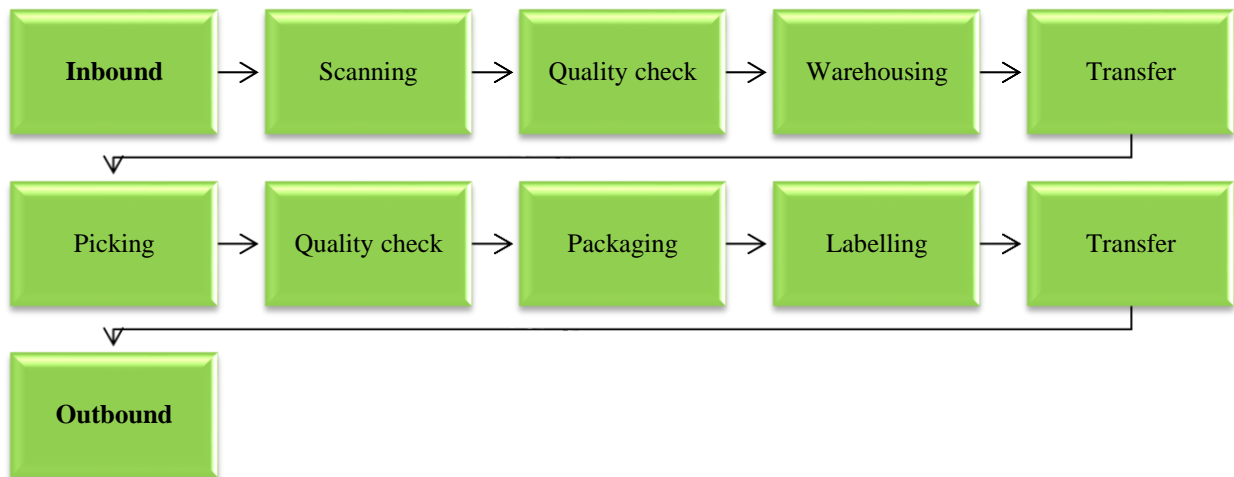 Inbound
Scanning
Quality check
Warehousing
Transfer
Picking
Quality check
Packaging
Labelling
Transfer
Outbound